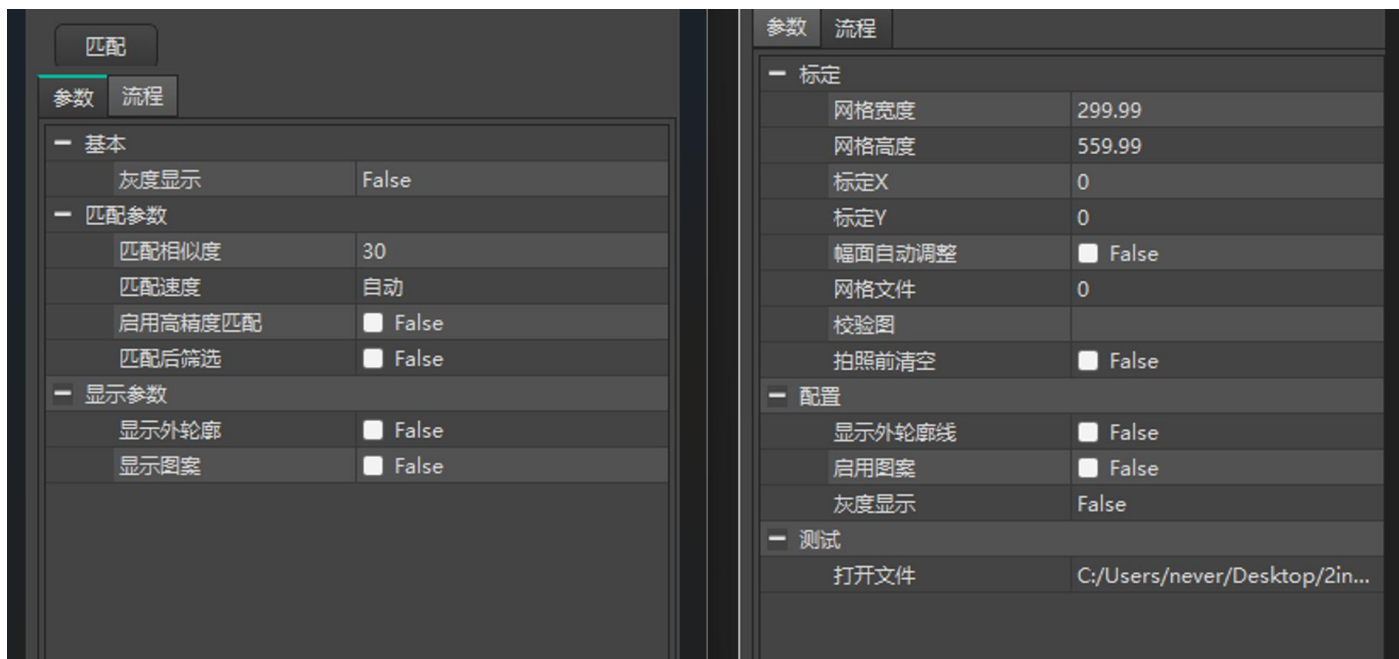 匹配
参数 流程
基本
灰度显示 False
匹配参数
匹配相似度 30
匹配速度 自动
启用高精度匹配 False
匹配后筛选 False
显示参数
显示外轮廓 False
显示图案 False
参数 流程
标定
网格宽度 299.99
网格高度 559.99
标定X 0
标定Y 0
幅面自动调整 False
网格文件 0
校验图
拍照前清空 False
配置
显示外轮廓线 False
启用图案 False
灰度显示 False
测试
打开文件 C:/Users/never/Desktop/2in...